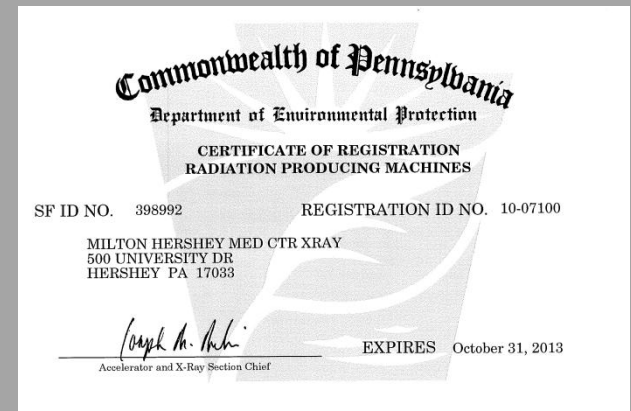 Commonwealth of Pennsylvania
Department of Environmental Protection
CERTIFICATE OF REGISTRATION
RADIATION PRODUCING MACHINES
SF ID NO. 398992 REGISTRATION ID NO. 10-07100
MILTON HERSHEY MED CTR XRAY
500 UNIVERSITY DR
HERSHEY PA 17033
EXPIRES October 31, 2013
Accelerator and X-Ray Section Chief